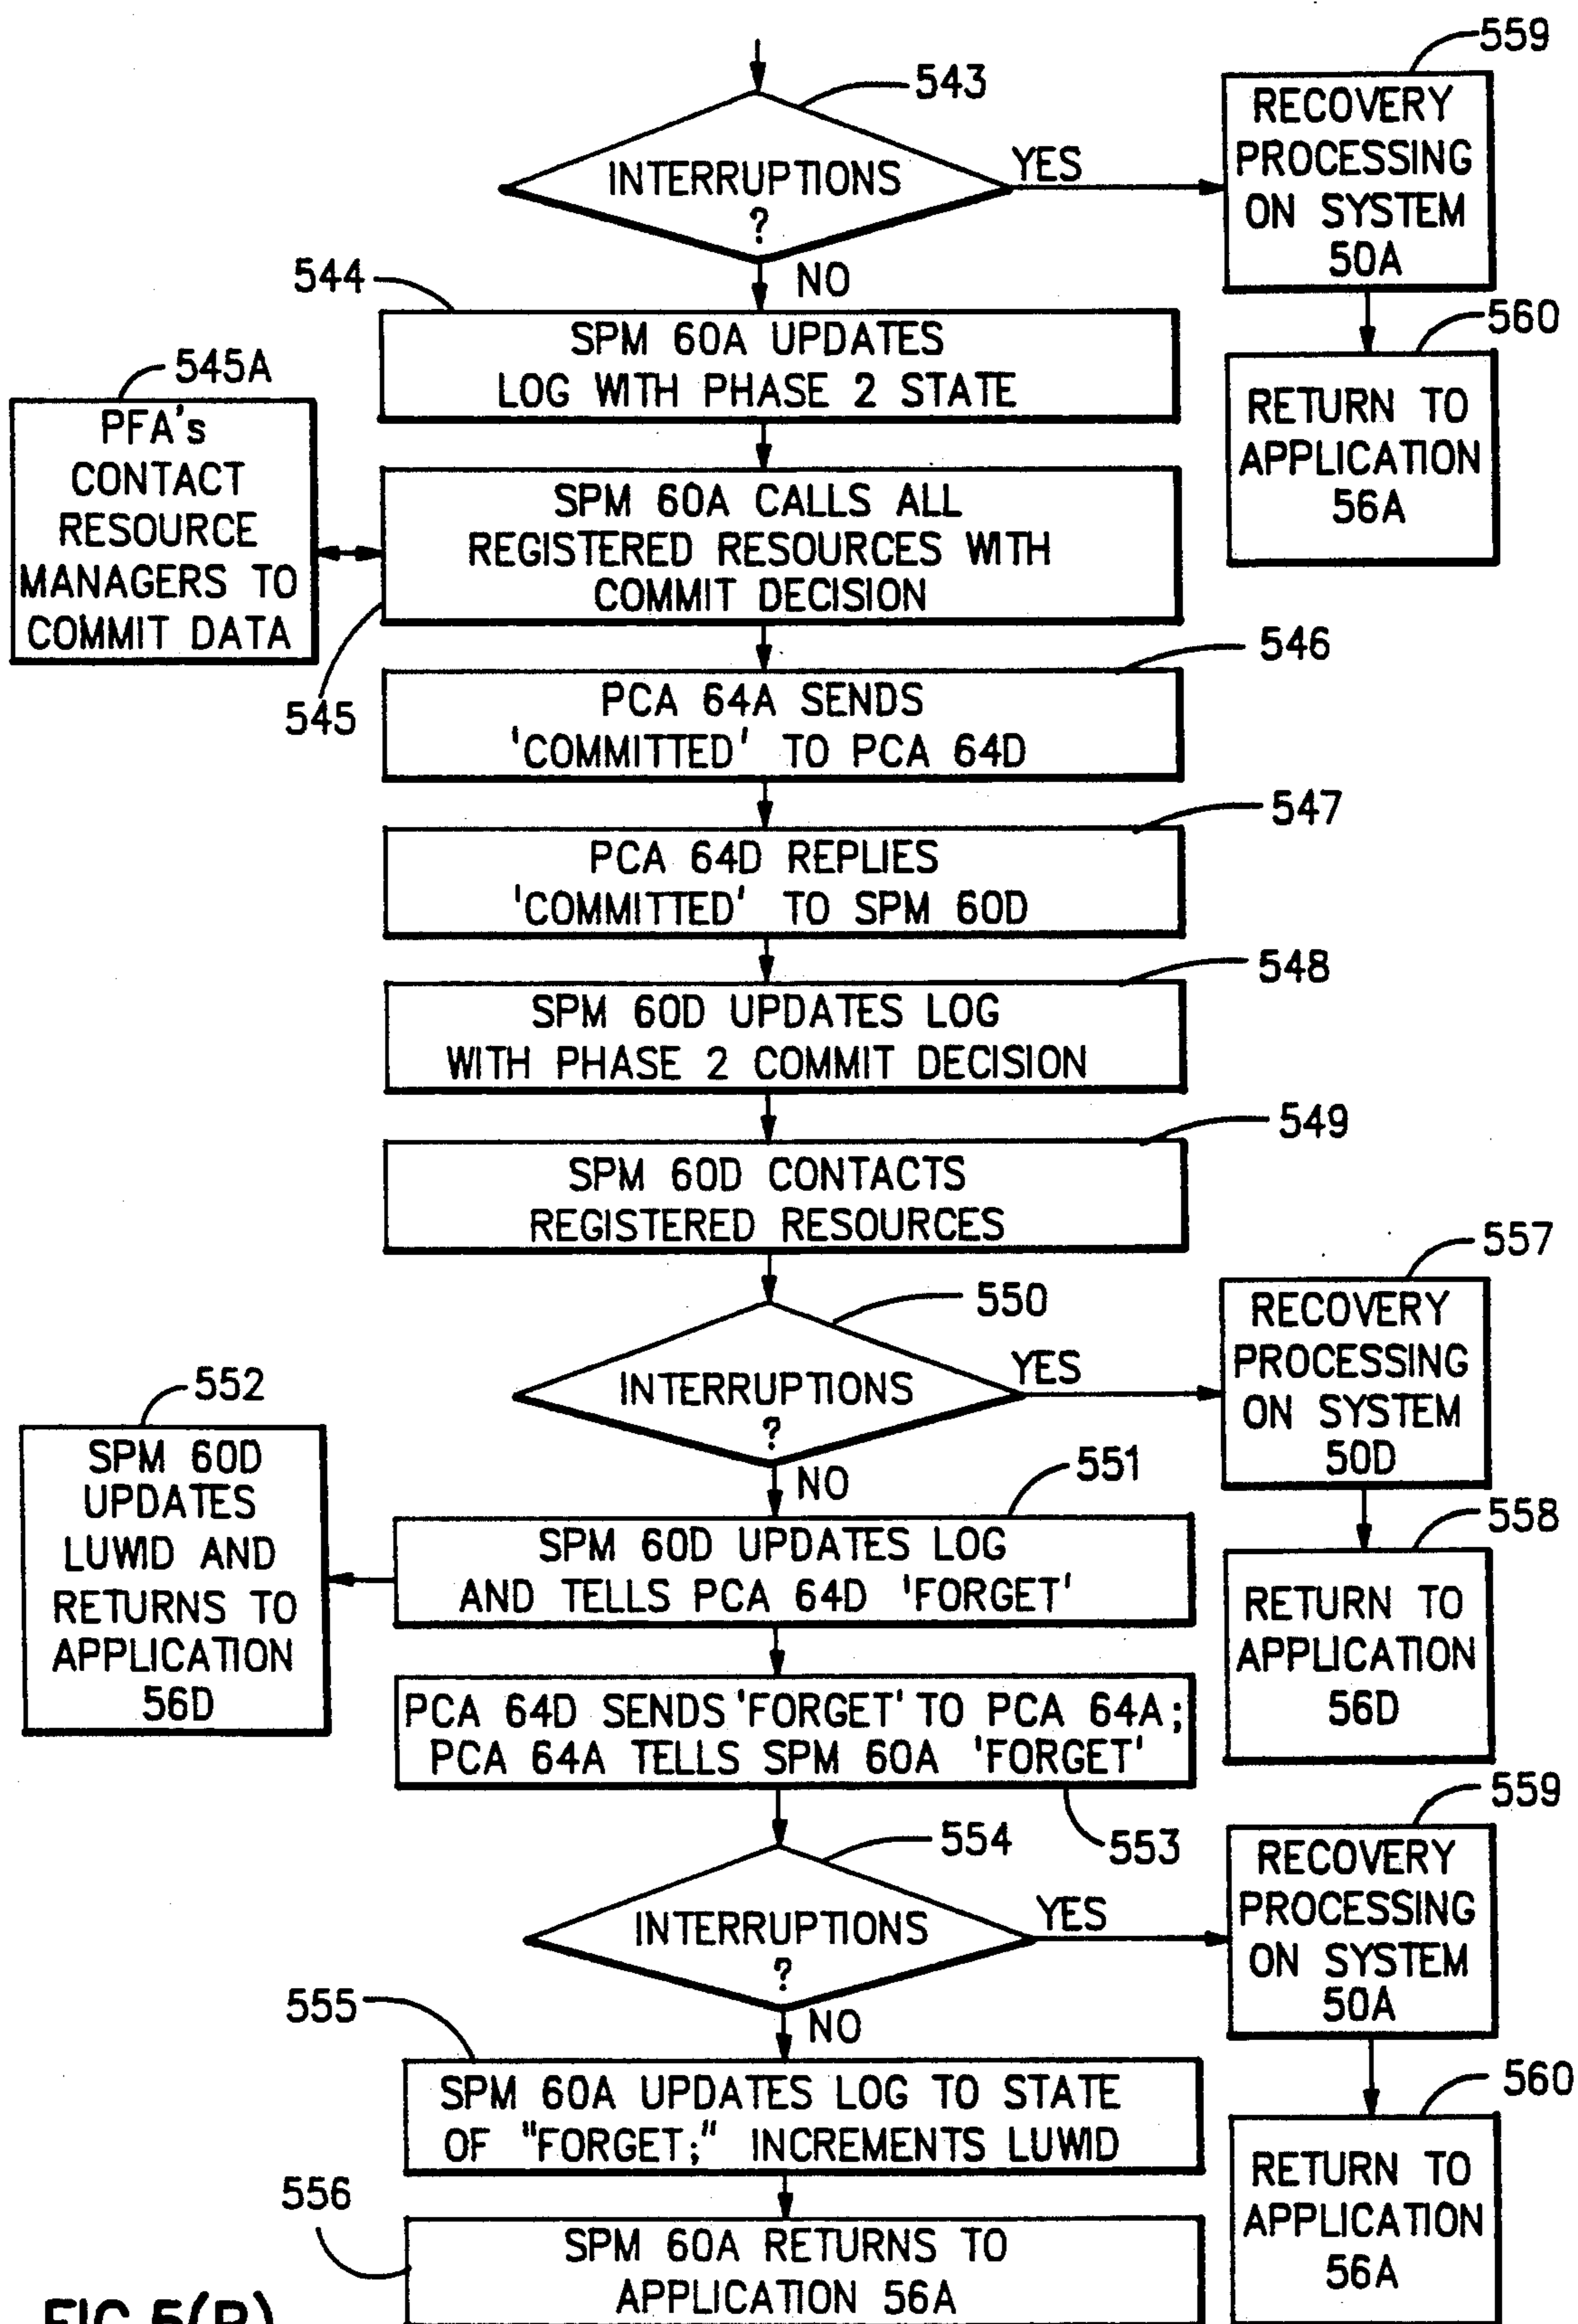 543
INTERRUPTIONS
?
YES
NO
559
RECOVERY
PROCESSING
ON SYSTEM
50A
560
RETURN TO
APPLICATION
56A
544
SPM 60A UPDATES
LOG WITH PHASE 2 STATE
545A
PFA's
CONTACT
RESOURCE
MANAGERS TO
COMMIT DATA
SPM 60A CALLS ALL
REGISTERED RESOURCES WITH
COMMIT DECISION
545
546
PCA 64A SENDS
'COMMITTED' TO PCA 64D
547
PCA 64D REPLIES
'COMMITTED' TO SPM 60D
548
SPM 60D UPDATES LOG
WITH PHASE 2 COMMIT DECISION
549
SPM 60D CONTACTS
REGISTERED RESOURCES
550
INTERRUPTIONS
?
YES
NO
557
RECOVERY
PROCESSING
ON SYSTEM
50D
558
RETURN TO
APPLICATION
56D
551
SPM 60D UPDATES LOG
AND TELLS PCA 64D 'FORGET'
552
SPM 60D
UPDATES
LUWID AND
RETURNS TO
APPLICATION
56D
PCA 64D SENDS 'FORGET' TO PCA 64A;
PCA 64A TELLS SPM 60A 'FORGET'
553
554
INTERRUPTIONS
?
YES
NO
559
RECOVERY
PROCESSING
ON SYSTEM
50A
560
RETURN TO
APPLICATION
56A
555
SPM 60A UPDATES LOG TO STATE
OF "FORGET;" INCREMENTS LUWID
556
SPM 60A RETURNS TO
APPLICATION 56A